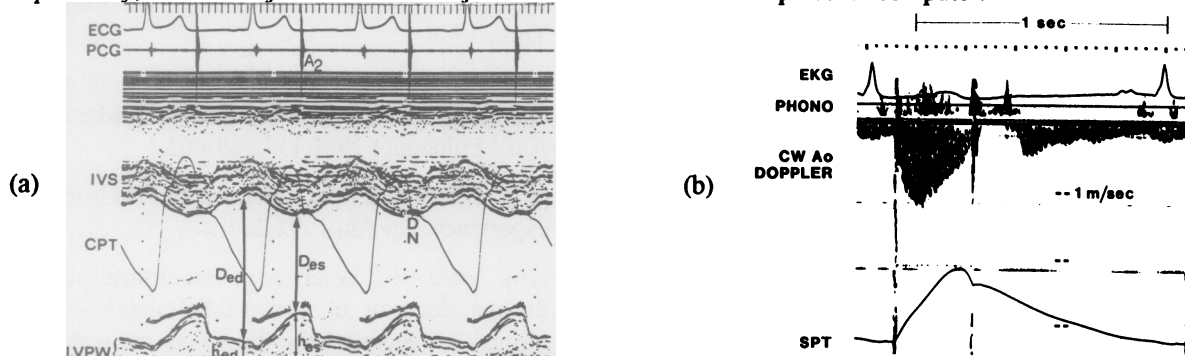 1 sec
ECG
PCG
A2
EKG
PHONO
(a)
IVS
(b)
CW Ao
DOPPLER
-- 1 m/sec
CPT
D
N
Ded
Des
LVPW
hed
hes
SPT